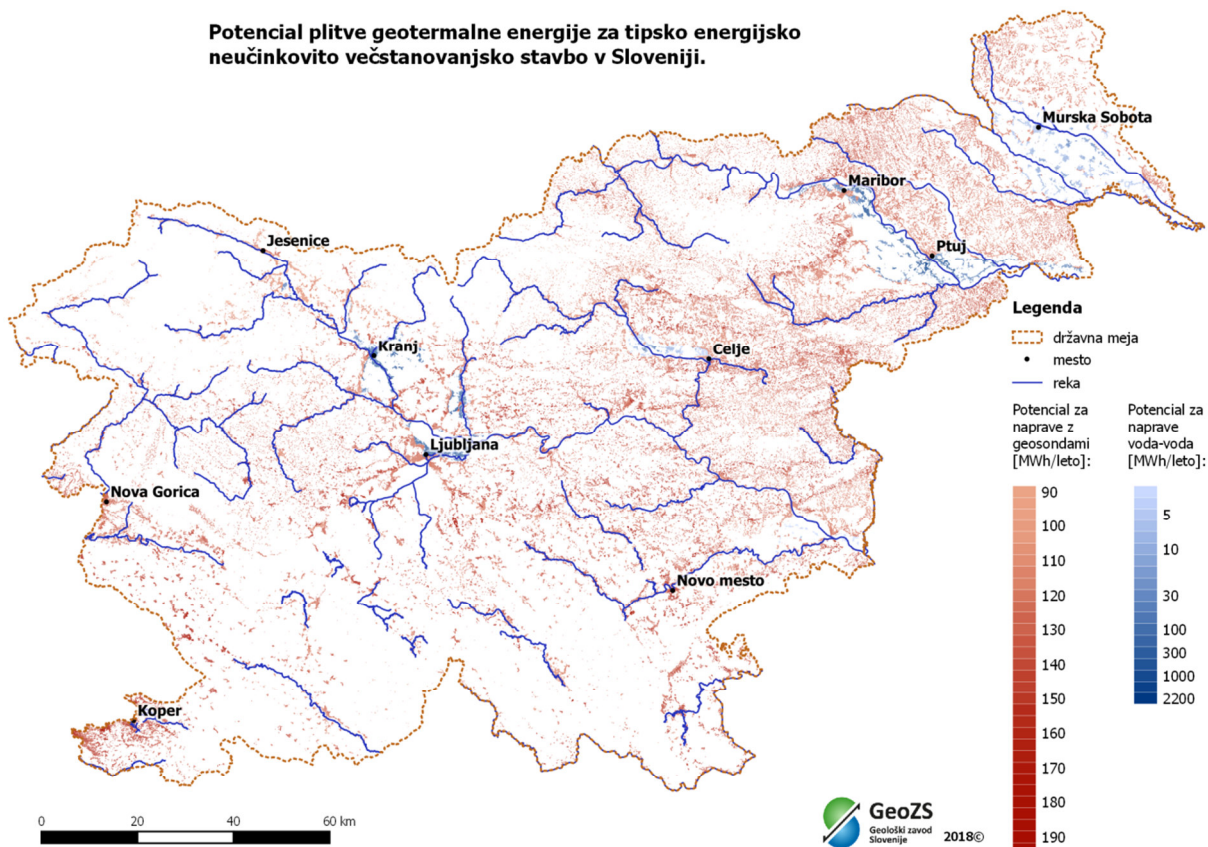 Potencial plitve geotermalne energije za tipsko energijsko
neučinkovito večstanovanjsko stavbo v Sloveniji.
Murska Sobota
Maribor
Jesenice
Ptuj
Kranj
Celje
Ljubljana
Nova Gorica
Novo mesto
Koper
Legenda
državna meja
mesto
reka
Potencial za
naprave z
geosondami
[MWh/leto]:
90
100
110
120
130
140
150
160
170
180
190
Potencial za
naprave
voda-voda
[MWh/leto]:
5
10
30
100
300
1000
2200
0 20 40 60 km
GeoZS
Geološki zavod
Slovenije
2018©